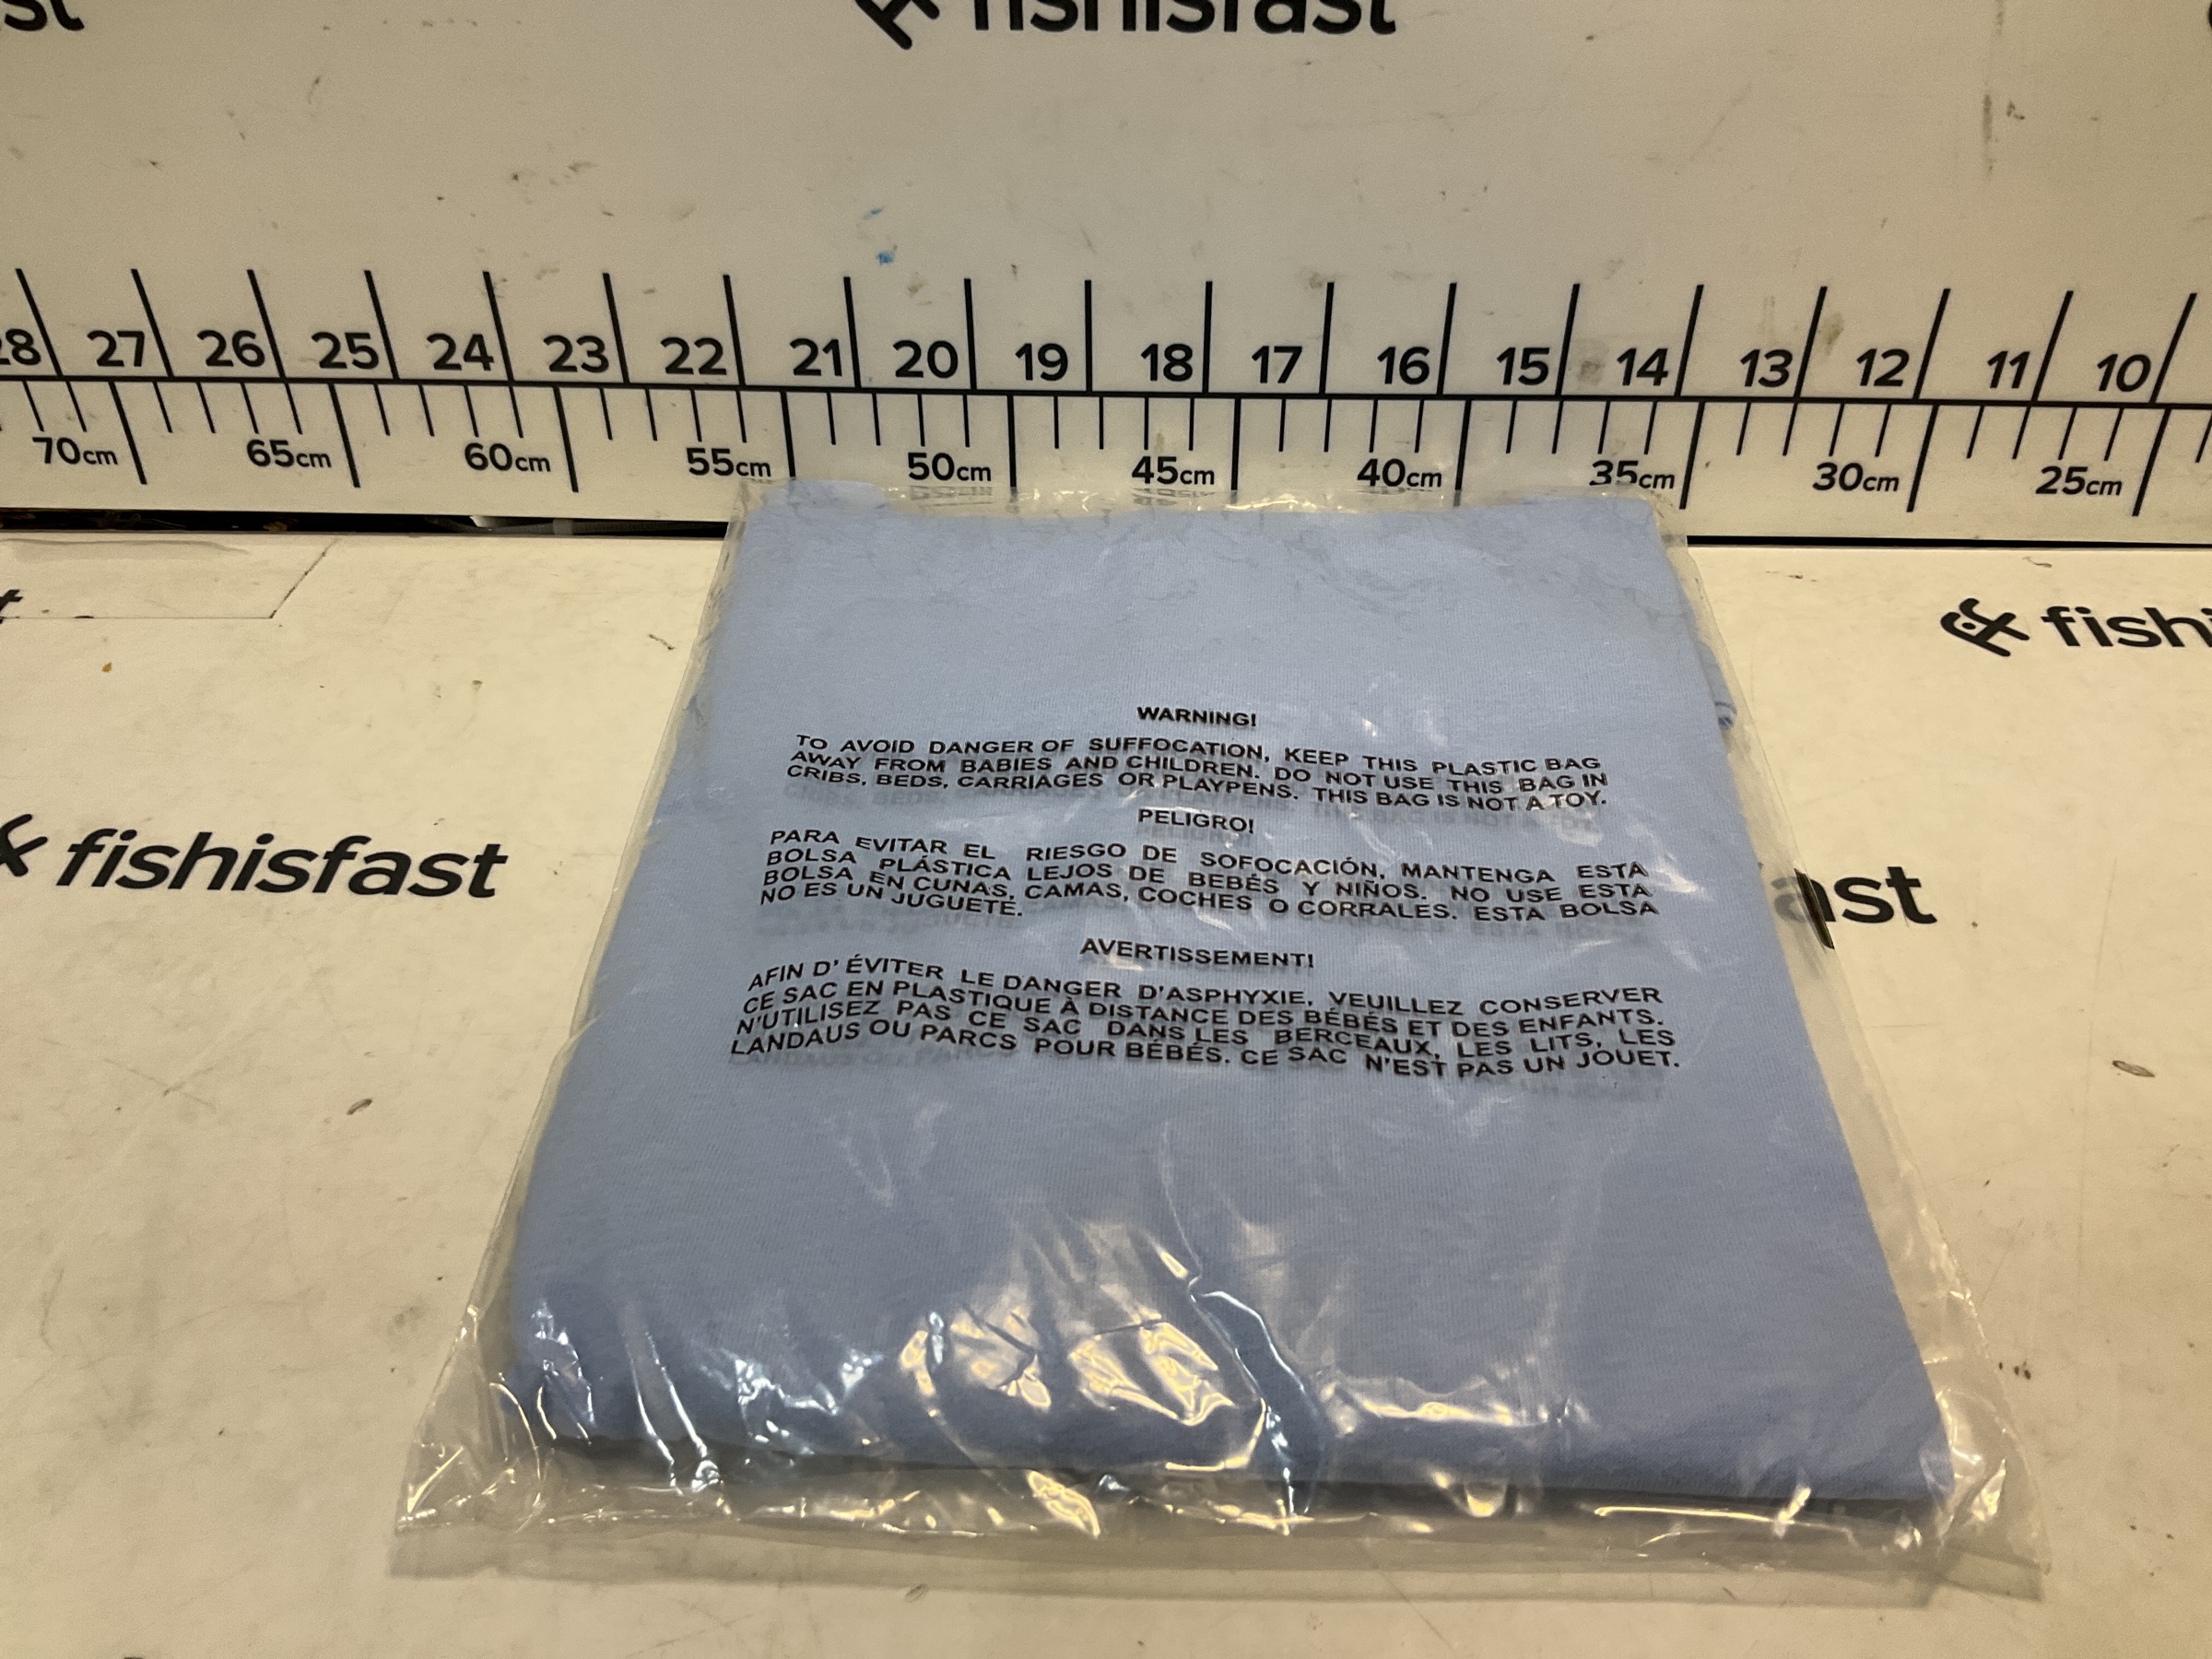 fishisfast
28 27 26 25 24 23 22 21 20 19 18 17 16 15 14 13 12 11 10
70cm 65cm 60cm 55cm 50cm 45cm 40cm 35cm 30cm 25cm
WARNING!
TO AVOID DANGER OF SUFFOCATION, KEEP THIS PLASTIC BAG
AWAY FROM BABIES AND CHILDREN. DO NOT USE THIS BAG IN
CRIBS, BEDS, CARRIAGES OR PLAYPENS. THIS BAG IS NOT A TOY.
PELIGRO!
PARA EVITAR EL RIESGO DE SOFOCACIÓN, MANTENGA ESTA
BOLSA PLÁSTICA LEJOS DE BEBÉS Y NIÑOS. NO USE ESTA
BOLSA EN CUNAS, CAMAS, COCHES O CORRALES. ESTA BOLSA
NO ES UN JUGUETE.
AVERTISSEMENT!
AFIN D' ÉVITER LE DANGER D'ASPHYXIE, VEUILLEZ CONSERVER
CE SAC EN PLASTIQUE À DISTANCE DES BÉBÉS ET DES ENFANTS.
N'UTILISEZ PAS CE SAC DANS LES BERCEAUX, LES LITS, LES
LANDAUS OU PARCS POUR BÉBÉS. CE SAC N'EST PAS UN JOUET.
fishi
fishisfast
ast